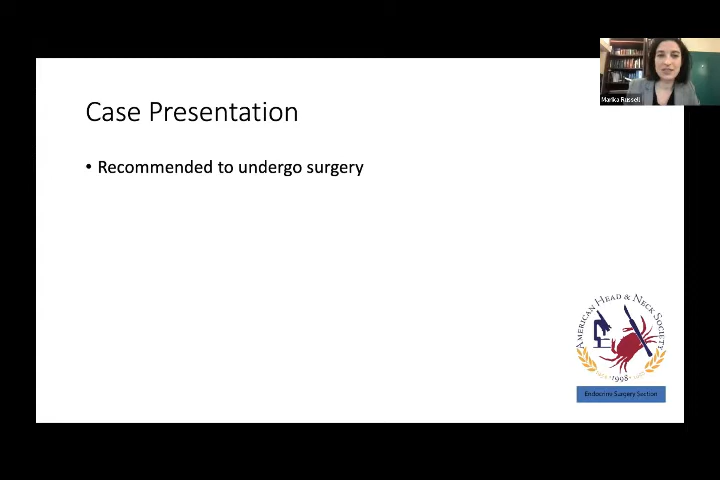 Marika Russell
Case Presentation
• Recommended to undergo surgery
American Head & Neck Society
1998
Endocrine Surgery Section